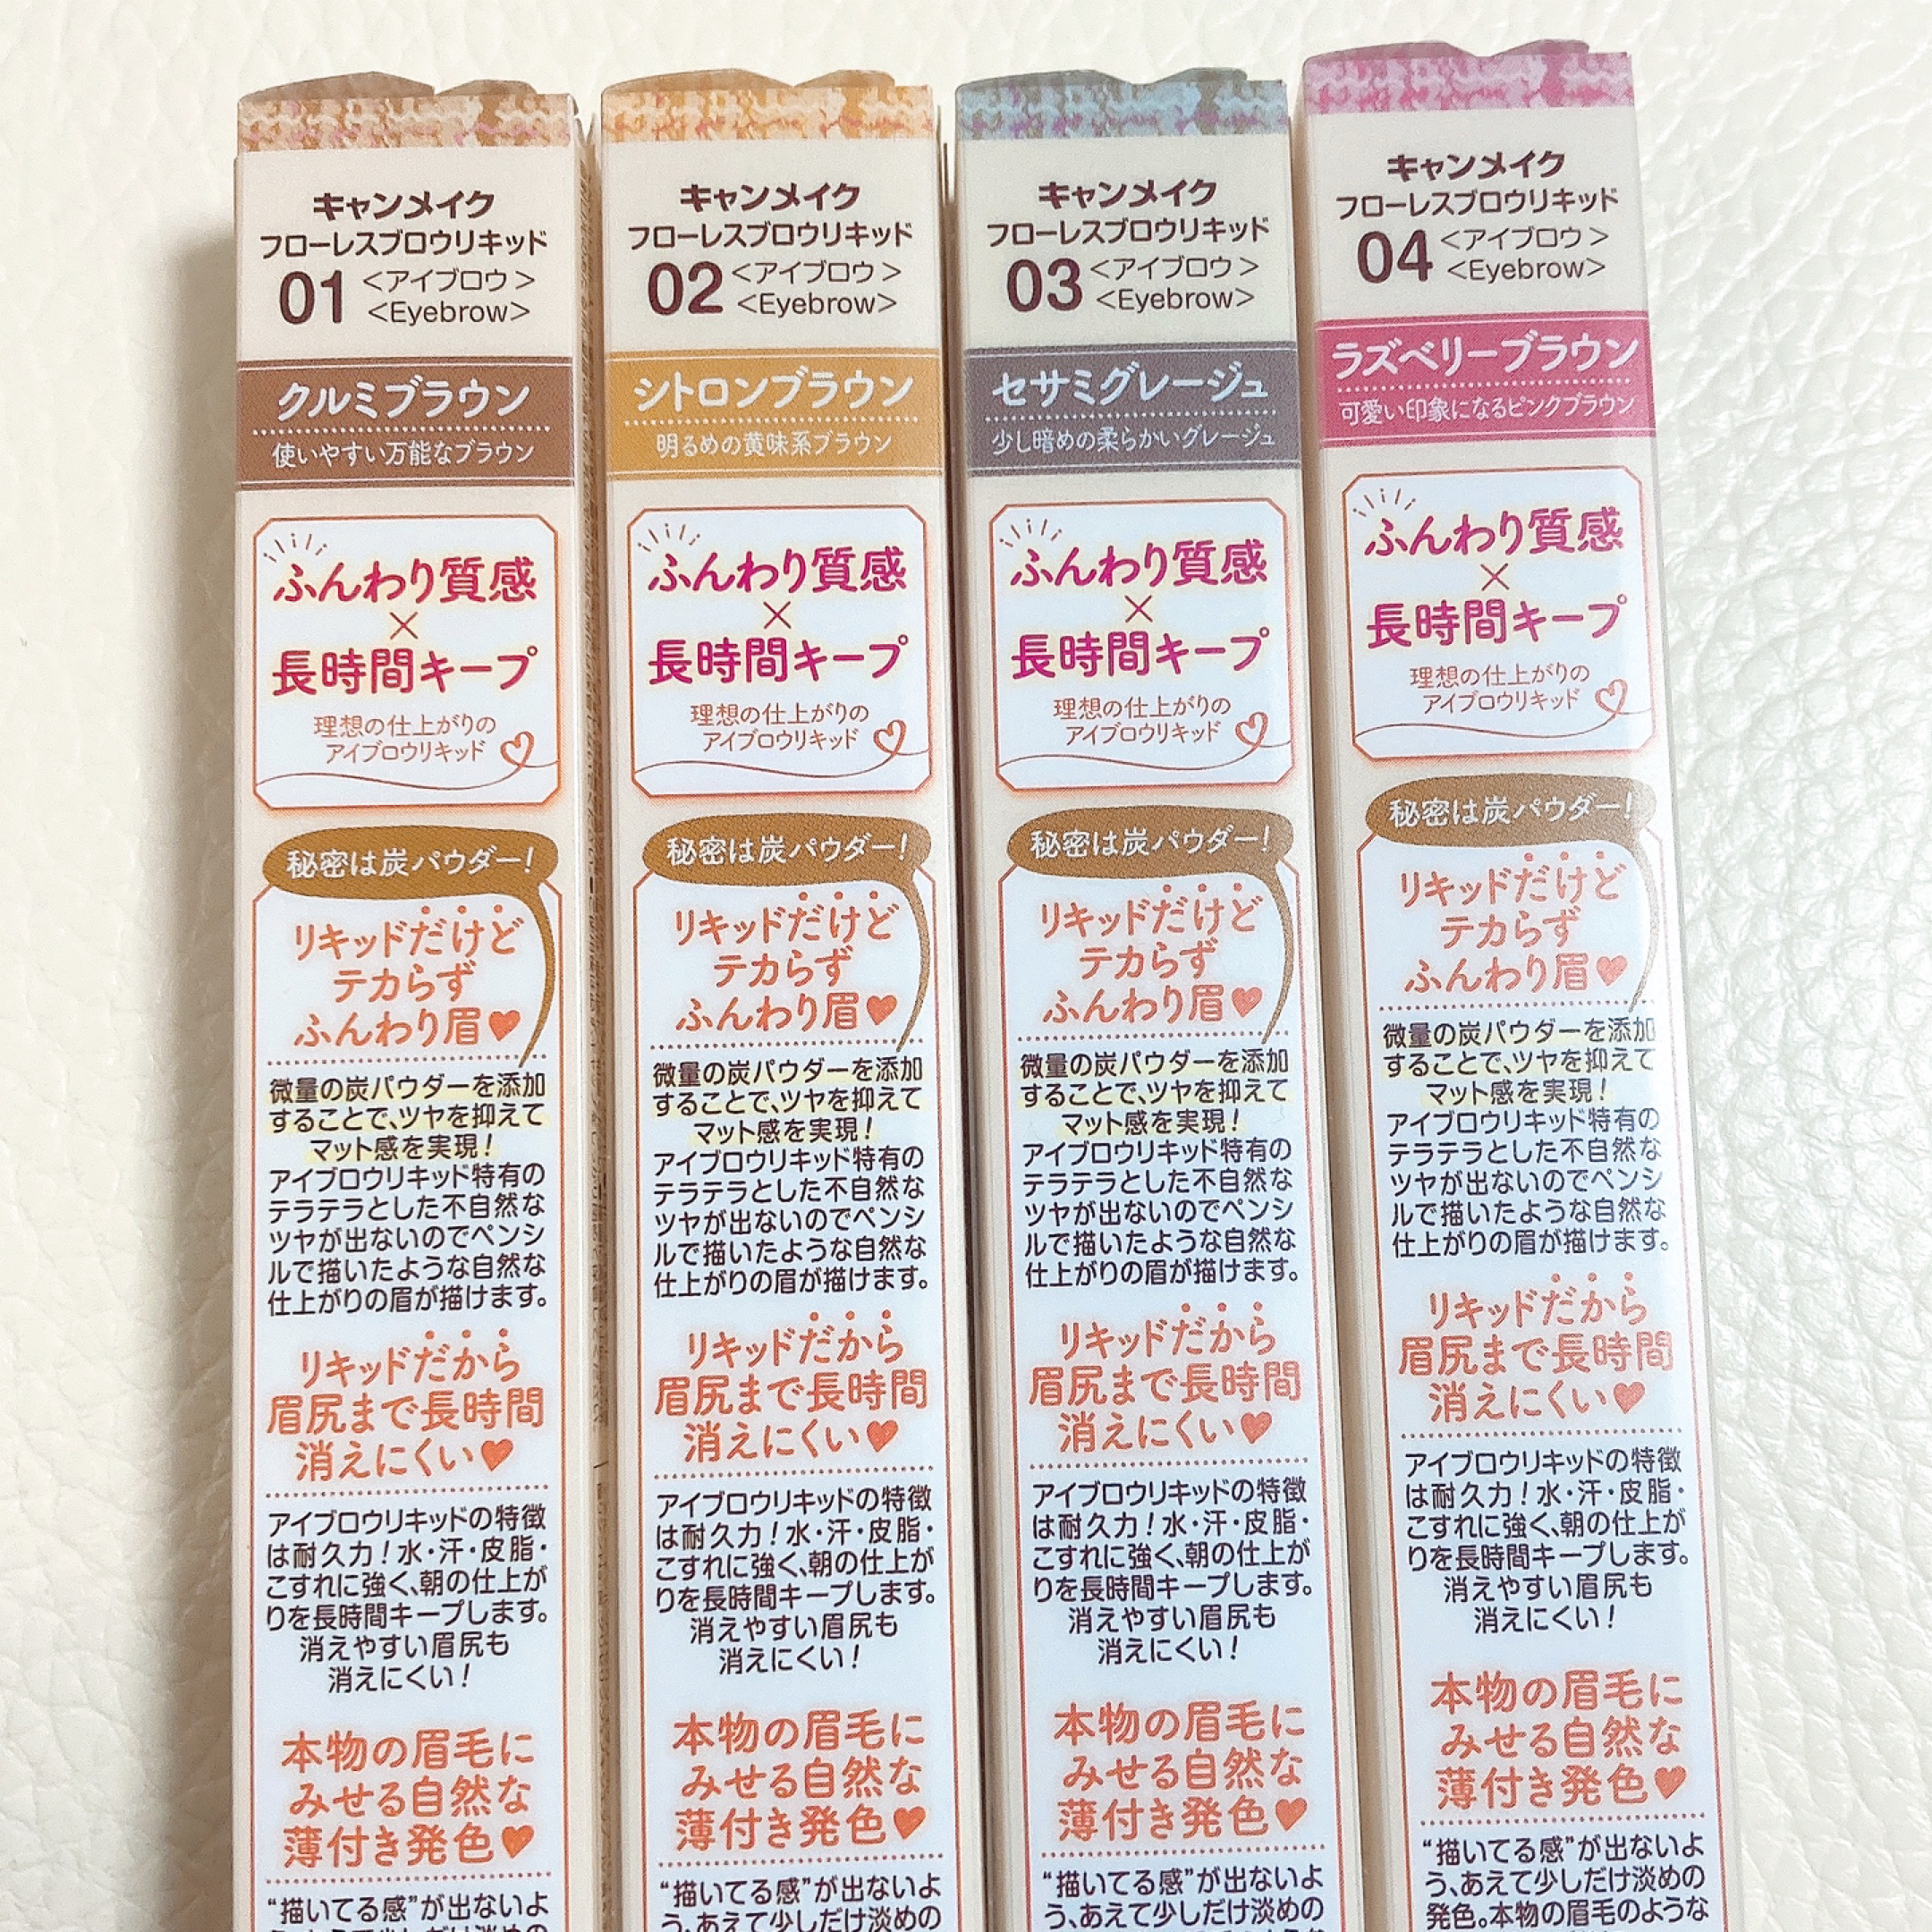 キャンメイク
フローレスブロウリキッド
01 <アイブロウ>
<Eyebrow>
クルミブラウン
使いやすい万能なブラウン
ふんわり質感
×
長時間キープ
理想の仕上がりの
アイブロウリキッド
秘密は炭パウダー!
リキッドだけど
テカらず
ふんわり眉♥
微量の炭パウダーを添加
することで、ツヤを抑えて
マット感を実現!
アイブロウリキッド特有の
テラテラとした不自然な
ツヤが出ないのでペンシ
ルで描いたような自然な
仕上がりの眉が描けます。
リキッドだから
眉尻まで長時間
消えにくい♥
アイブロウリキッドの特徴
は耐久力!水・汗・皮脂・
こすれに強く、朝の仕上が
りを長時間キープします。
消えやすい眉尻も
消えにくい!
本物の眉毛に
みせる自然な
薄付き発色♥
“描いてる感”が出ないよ
キャンメイク
フローレスブロウリキッド
02 <アイブロウ>
<Eyebrow>
シトロンブラウン
明るめの黄味系ブラウン
ふんわり質感
×
長時間キープ
理想の仕上がりの
アイブロウリキッド
秘密は炭パウダー!
リキッドだけど
テカらず
ふんわり眉♥
微量の炭パウダーを添加
することで、ツヤを抑えて
マット感を実現!
アイブロウリキッド特有の
テラテラとした不自然な
ツヤが出ないのでペンシ
ルで描いたような自然な
仕上がりの眉が描けます。
リキッドだから
眉尻まで長時間
消えにくい♥
アイブロウリキッドの特徴
は耐久力!水・汗・皮脂・
こすれに強く、朝の仕上が
りを長時間キープします。
消えやすい眉尻も
消えにくい!
本物の眉毛に
みせる自然な
薄付き発色♥
“描いてる感”が出ないよ
う、あえて少しだけ淡めの
キャンメイク
フローレスブロウリキッド
03 <アイブロウ>
<Eyebrow>
セサミグレージュ
少し暗めの柔らかいグレージュ
ふんわり質感
×
長時間キープ
理想の仕上がりの
アイブロウリキッド
秘密は炭パウダー!
リキッドだけど
テカらず
ふんわり眉♥
微量の炭パウダーを添加
することで、ツヤを抑えて
マット感を実現!
アイブロウリキッド特有の
テラテラとした不自然な
ツヤが出ないのでペンシ
ルで描いたような自然な
仕上がりの眉が描けます。
リキッドだから
眉尻まで長時間
消えにくい♥
アイブロウリキッドの特徴
は耐久力!水・汗・皮脂・
こすれに強く、朝の仕上が
りを長時間キープします。
消えやすい眉尻も
消えにくい!
本物の眉毛に
みせる自然な
薄付き発色♥
“描いてる感”が出ないよ
う、あえて少しだけ淡めの
キャンメイク
フローレスブロウリキッド
04 <アイブロウ>
<Eyebrow>
ラズベリーブラウン
可愛い印象になるピンクブラウン
ふんわり質感
×
長時間キープ
理想の仕上がりの
アイブロウリキッド
秘密は炭パウダー!
リキッドだけど
テカらず
ふんわり眉♥
微量の炭パウダーを添加
することで、ツヤを抑えて
マット感を実現!
アイブロウリキッド特有の
テラテラとした不自然な
ツヤが出ないのでペンシ
ルで描いたような自然な
仕上がりの眉が描けます。
リキッドだから
眉尻まで長時間
消えにくい♥
アイブロウリキッドの特徴
は耐久力!水・汗・皮脂・
こすれに強く、朝の仕上が
りを長時間キープします。
消えやすい眉尻も
消えにくい!
本物の眉毛に
みせる自然な
薄付き発色♥
“描いてる感”が出ないよ
う、あえて少しだけ淡めの
発色。本物の眉毛のような